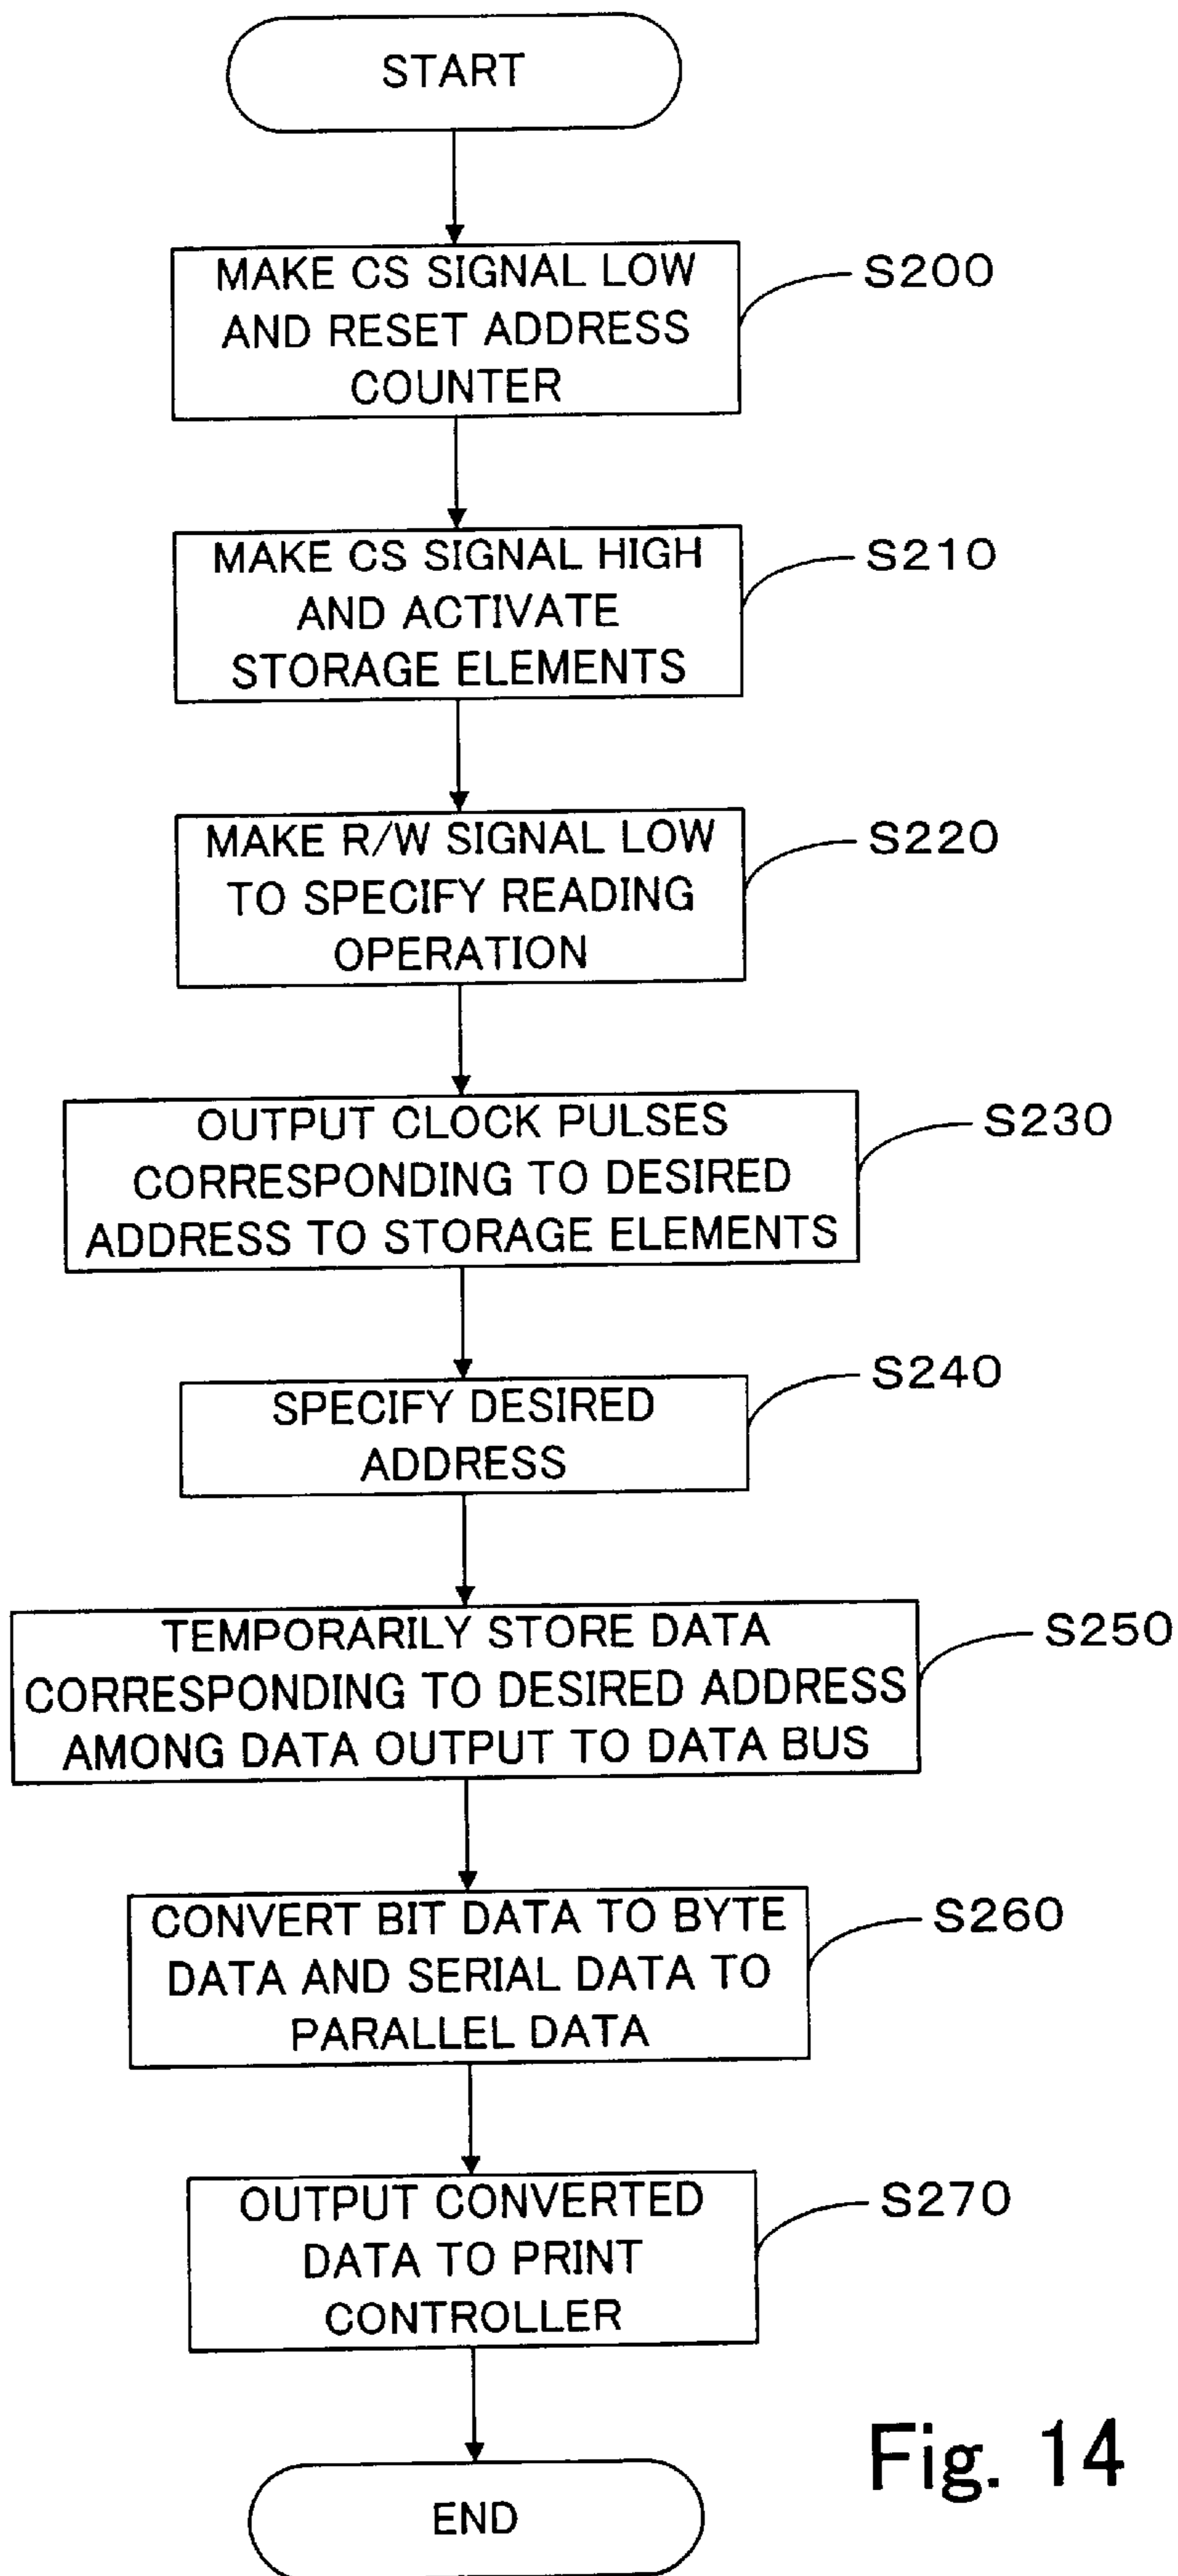 START
MAKE CS SIGNAL LOW
AND RESET ADDRESS
COUNTER
S200
MAKE CS SIGNAL HIGH
AND ACTIVATE
STORAGE ELEMENTS
S210
MAKE R/W SIGNAL LOW
TO SPECIFY READING
OPERATION
S220
OUTPUT CLOCK PULSES
CORRESPONDING TO DESIRED
ADDRESS TO STORAGE ELEMENTS
S230
SPECIFY DESIRED
ADDRESS
S240
TEMPORARILY STORE DATA
CORRESPONDING TO DESIRED ADDRESS
AMONG DATA OUTPUT TO DATA BUS
S250
CONVERT BIT DATA TO BYTE
DATA AND SERIAL DATA TO
PARALLEL DATA
S260
OUTPUT CONVERTED
DATA TO PRINT
CONTROLLER
S270
END
Fig. 14